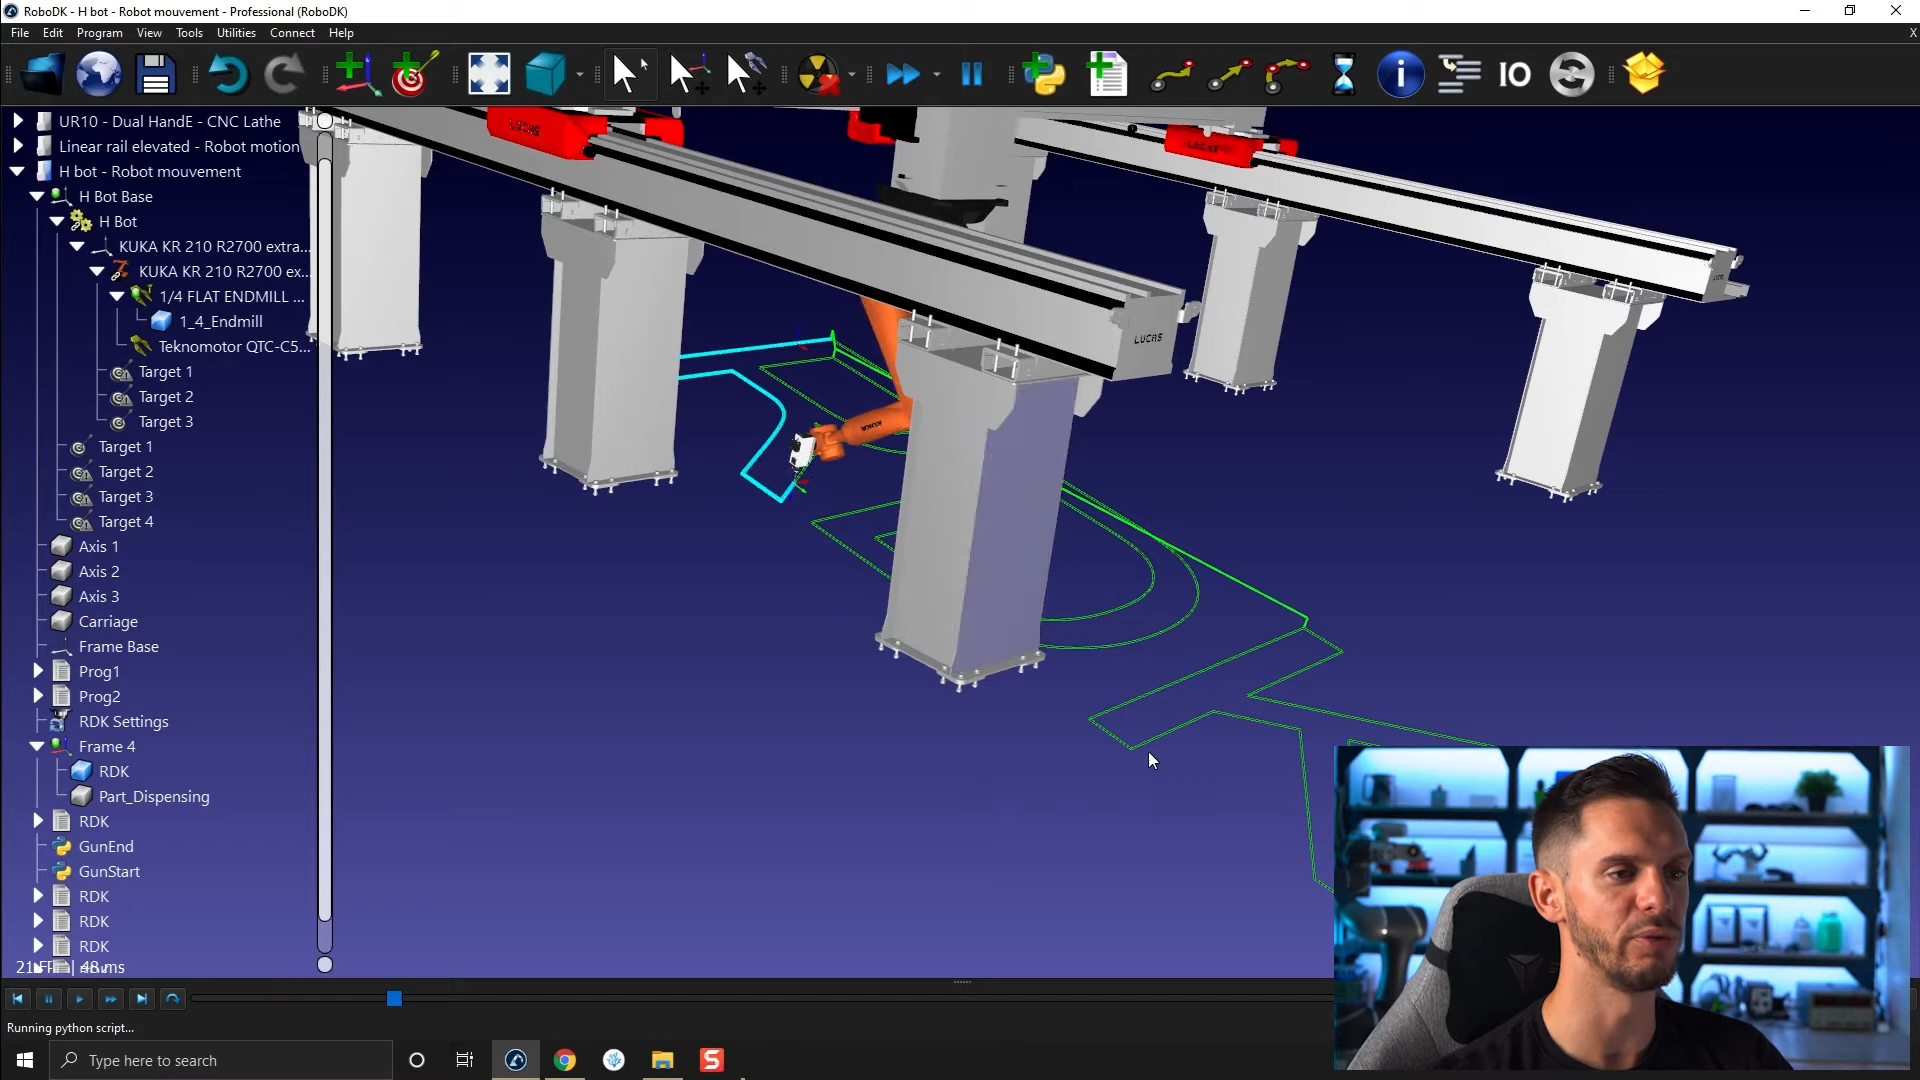 RoboDK - H bot - Robot mouvement - Professional (RoboDK)
File Edit Program View Tools Utilities Connect Help
X
IO
UR10 - Dual HandE - CNC Lathe
Linear rail elevated - Robot motion
H bot - Robot mouvement
H Bot Base
H Bot
KUKA KR 210 R2700 extra...
KUKA KR 210 R2700 ex...
1/4 FLAT ENDMILL ...
1_4_Endmill
Teknomotor QTC-C5...
Target 1
Target 2
Target 3
Target 1
Target 2
Target 3
Target 4
Axis 1
Axis 2
Axis 3
Carriage
Frame Base
Prog1
Prog2
RDK Settings
Frame 4
RDK
Part_Dispensing
RDK
GunEnd
GunStart
RDK
RDK
RDK
LUCAS
LUCAS
LUCAS
KUKA
Running python script...
Type here to search